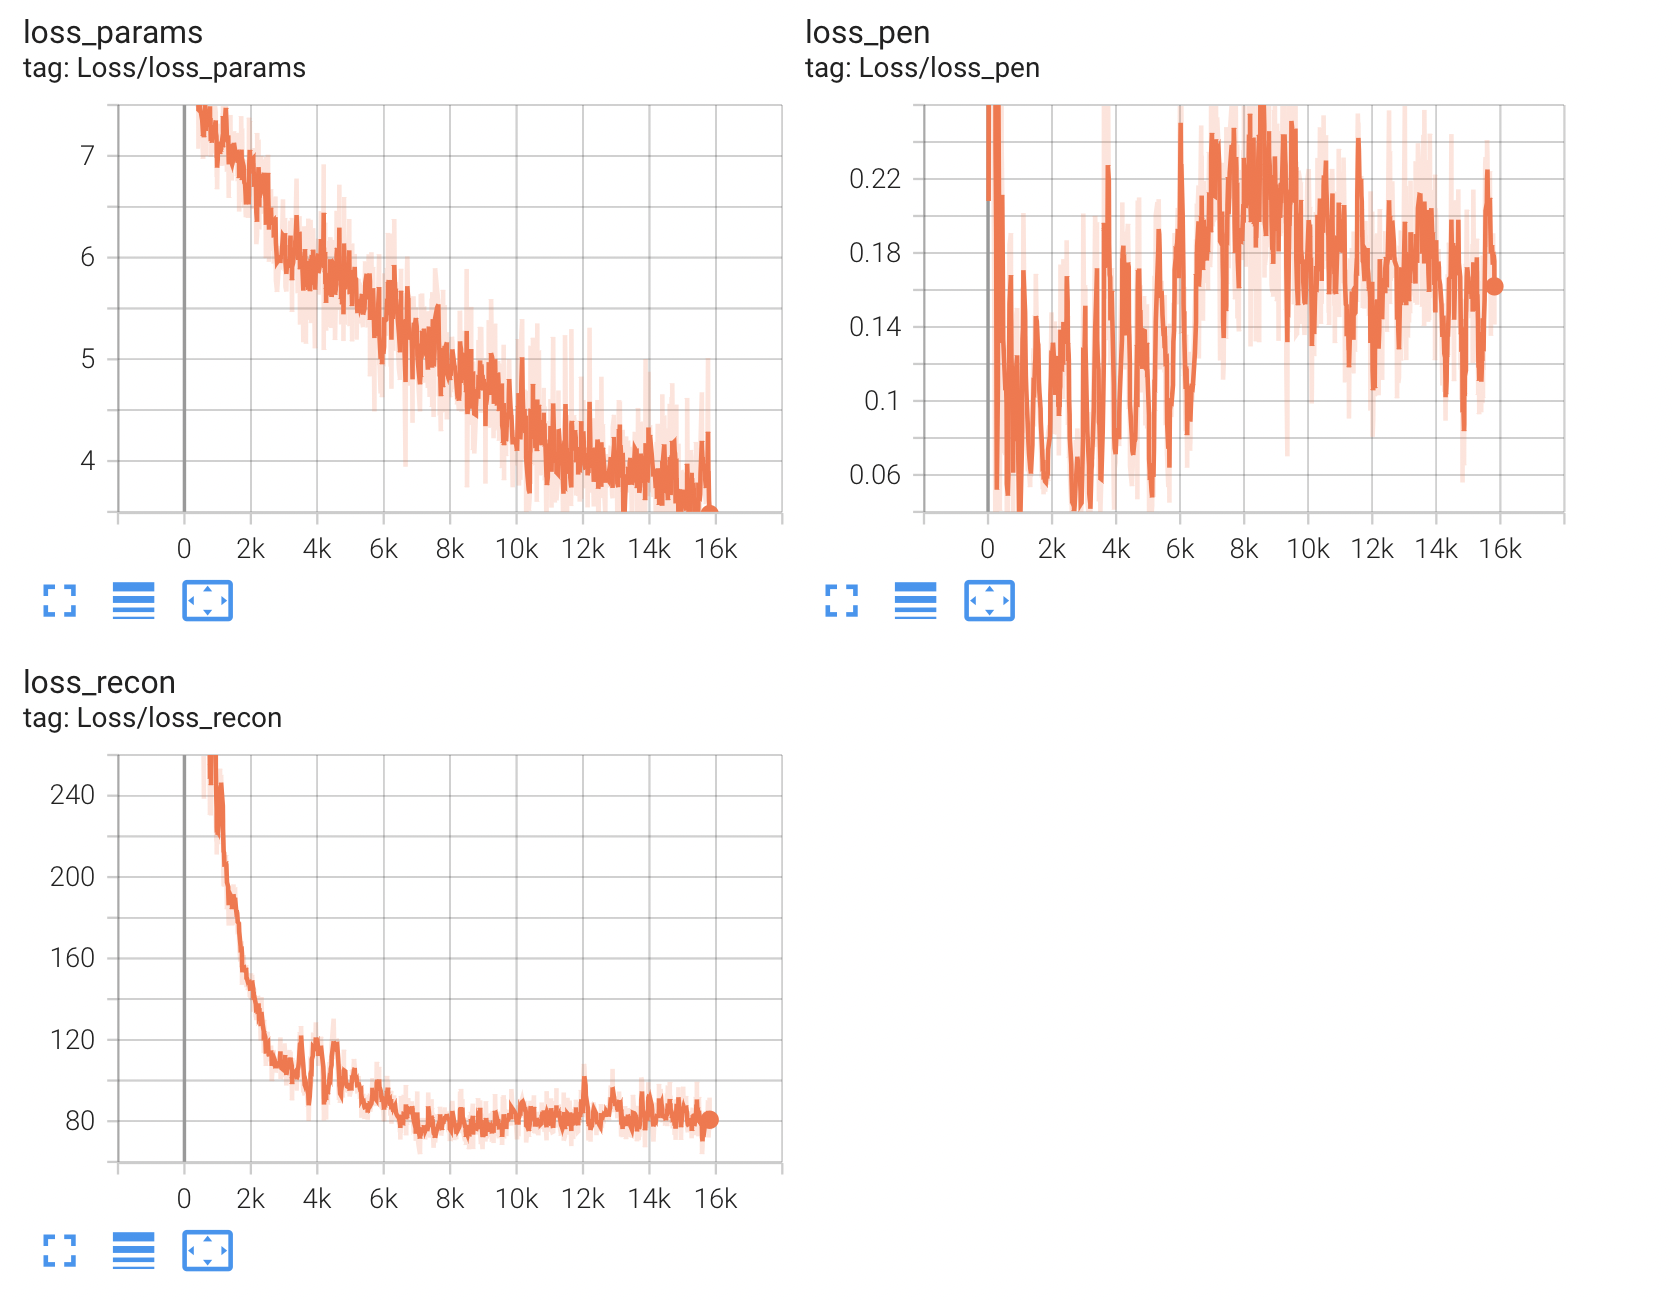 loss_params
tag: Loss/loss_params
7
6
5
4
0 2k 4k 6k 8k 10k 12k 14k 16k
loss_pen
tag: Loss/loss_pen
0.22
0.18
0.14
0.1
0.06
0 2k 4k 6k 8k 10k 12k 14k 16k
loss_recon
tag: Loss/loss_recon
240
200
160
120
80
0 2k 4k 6k 8k 10k 12k 14k 16k